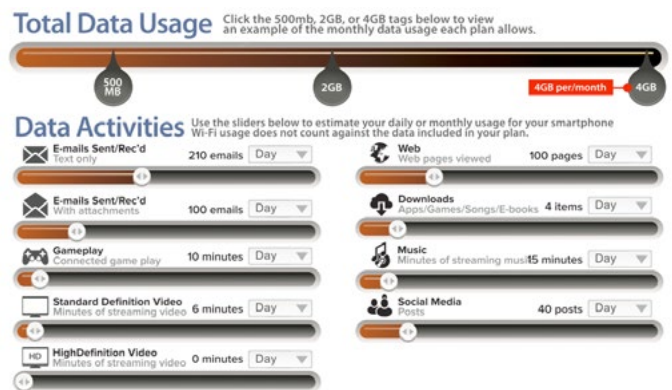 Total Data Usage Click the 500mb, 2GB, or 4GB tags below to view
an example of the monthly data usage each plan allows.
500
MB
2GB
4GB per/month
4GB
Data Activities Use the sliders below to estimate your daily or monthly usage for your smartphone
Wi-Fi usage does not count against the data included in your plan.
E-mails Sent/Rec'd
Text only
210 emails Day
E-mails Sent/Rec'd
With attachments
100 emails Day
Gameplay
Connected game play
10 minutes Day
Standard Definition Video
Minutes of streaming video
6 minutes Day
HD
HighDefinition Video
Minutes of streaming video
0 minutes Day
Web
Web pages viewed
100 pages Day
Downloads
Apps/Games/Songs/E-books
4 items Day
Music
Minutes of streaming musi
15 minutes Day
Social Media
Posts
40 posts Day